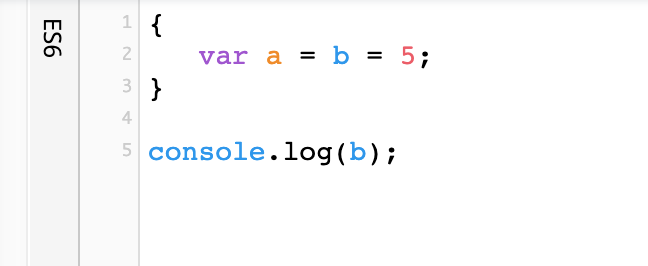 ES6
1 {
2 var a = b = 5;
3 }
4
5 console.log(b);